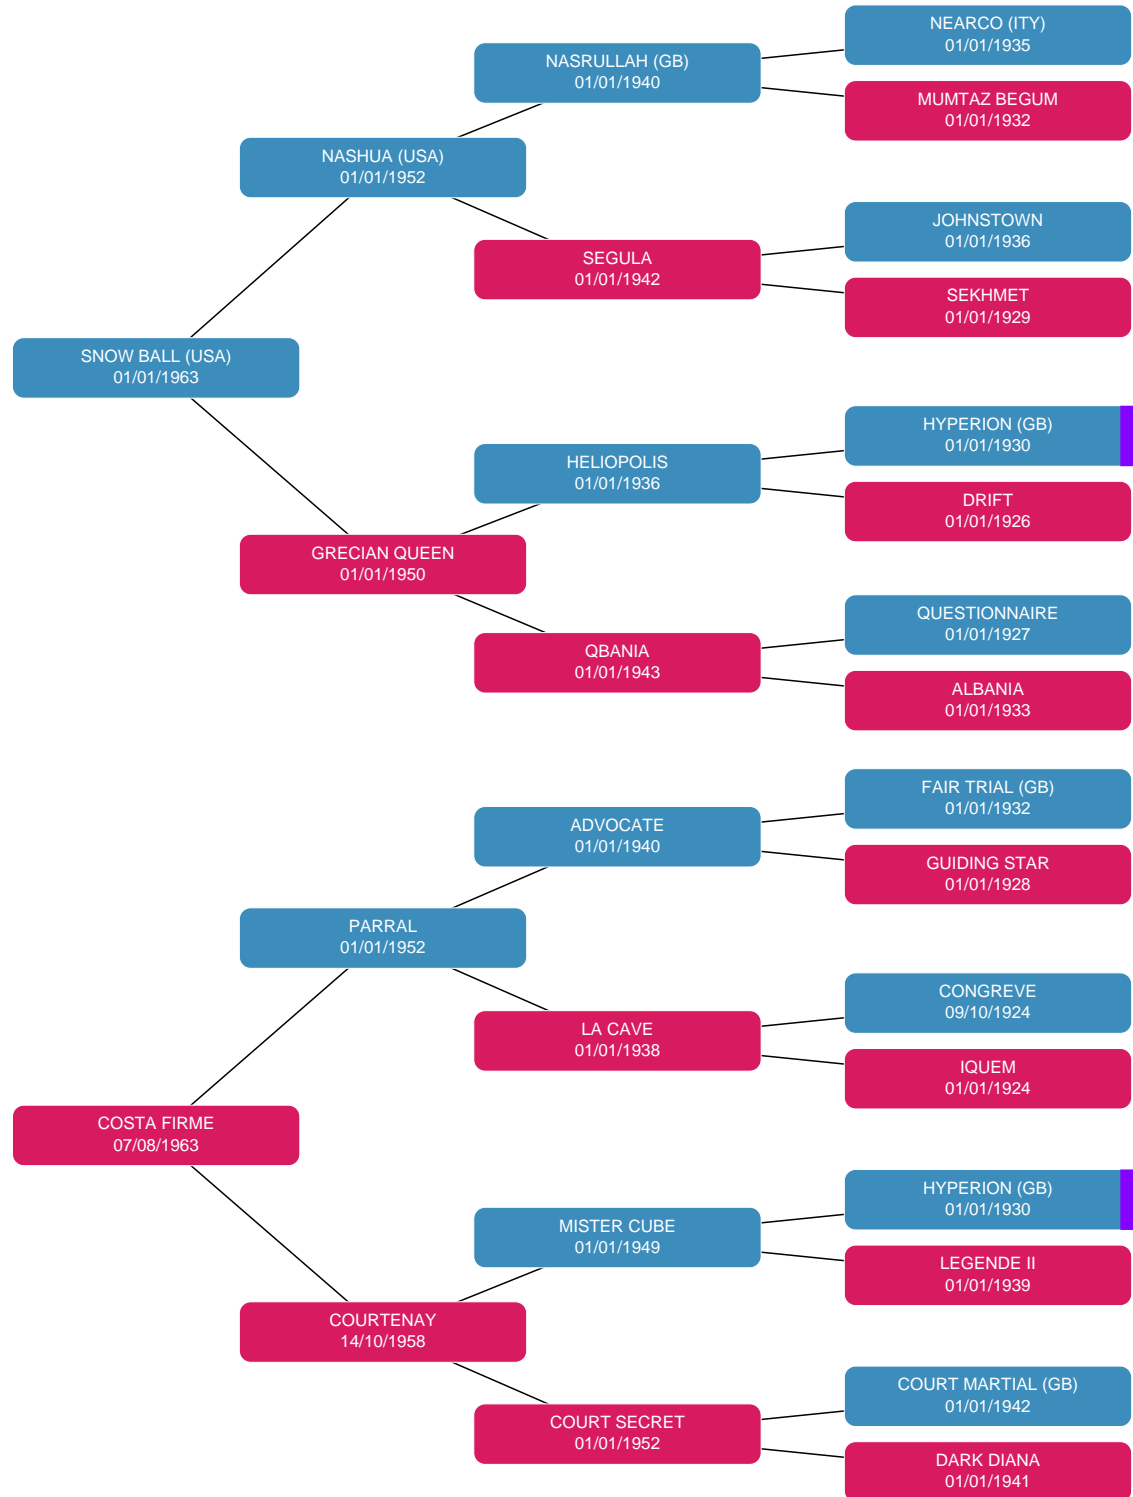 NEARCO (ITY)
01/01/1935
NASRULLAH (GB)
01/01/1940
MUMTAZ BEGUM
01/01/1932
NASHUA (USA)
01/01/1952
JOHNSTOWN
01/01/1936
SEGULA
01/01/1942
SEKHMET
01/01/1929
SNOW BALL (USA)
01/01/1963
HYPERION (GB)
01/01/1930
HELIOPOLIS
01/01/1936
DRIFT
01/01/1926
GRECIAN QUEEN
01/01/1950
QUESTIONNAIRE
01/01/1927
QBANIA
01/01/1943
ALBANIA
01/01/1933
FAIR TRIAL (GB)
01/01/1932
ADVOCATE
01/01/1940
GUIDING STAR
01/01/1928
PARRAL
01/01/1952
CONGREVE
09/10/1924
LA CAVE
01/01/1938
IQUEM
01/01/1924
COSTA FIRME
07/08/1963
HYPERION (GB)
01/01/1930
MISTER CUBE
01/01/1949
LEGENDE II
01/01/1939
COURTENAY
14/10/1958
COURT MARTIAL (GB)
01/01/1942
COURT SECRET
01/01/1952
DARK DIANA
01/01/1941